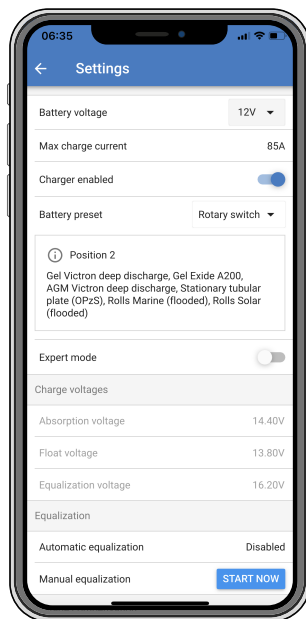 06:35
Settings
Battery voltage 12V
Max charge current 85A
Charger enabled
Battery preset Rotary switch
Position 2
Gel Victron deep discharge, Gel Exide A200,
AGM Victron deep discharge, Stationary tubular
plate (OPzS), Rolls Marine (flooded), Rolls Solar
(flooded)
Expert mode
Charge voltages
Absorption voltage 14.40V
Float voltage 13.80V
Equalization voltage 16.20V
Equalization
Automatic equalization Disabled
Manual equalization START NOW